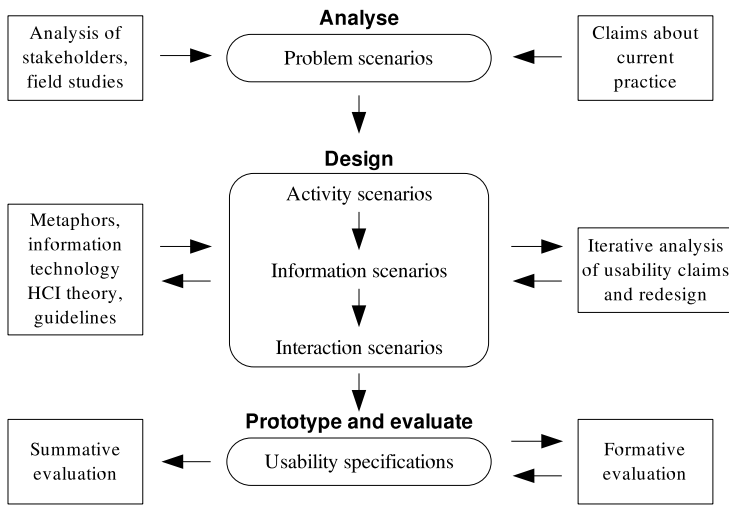 Analyse
Analysis of
stakeholders,
field studies
Problem scenarios
Claims about
current
practice
Design
Metaphors,
information
technology
HCI theory,
guidelines
Activity scenarios
Information scenarios
Interaction scenarios
Iterative analysis
of usability claims
and redesign
Prototype and evaluate
Summative
evaluation
Usability specifications
Formative
evaluation